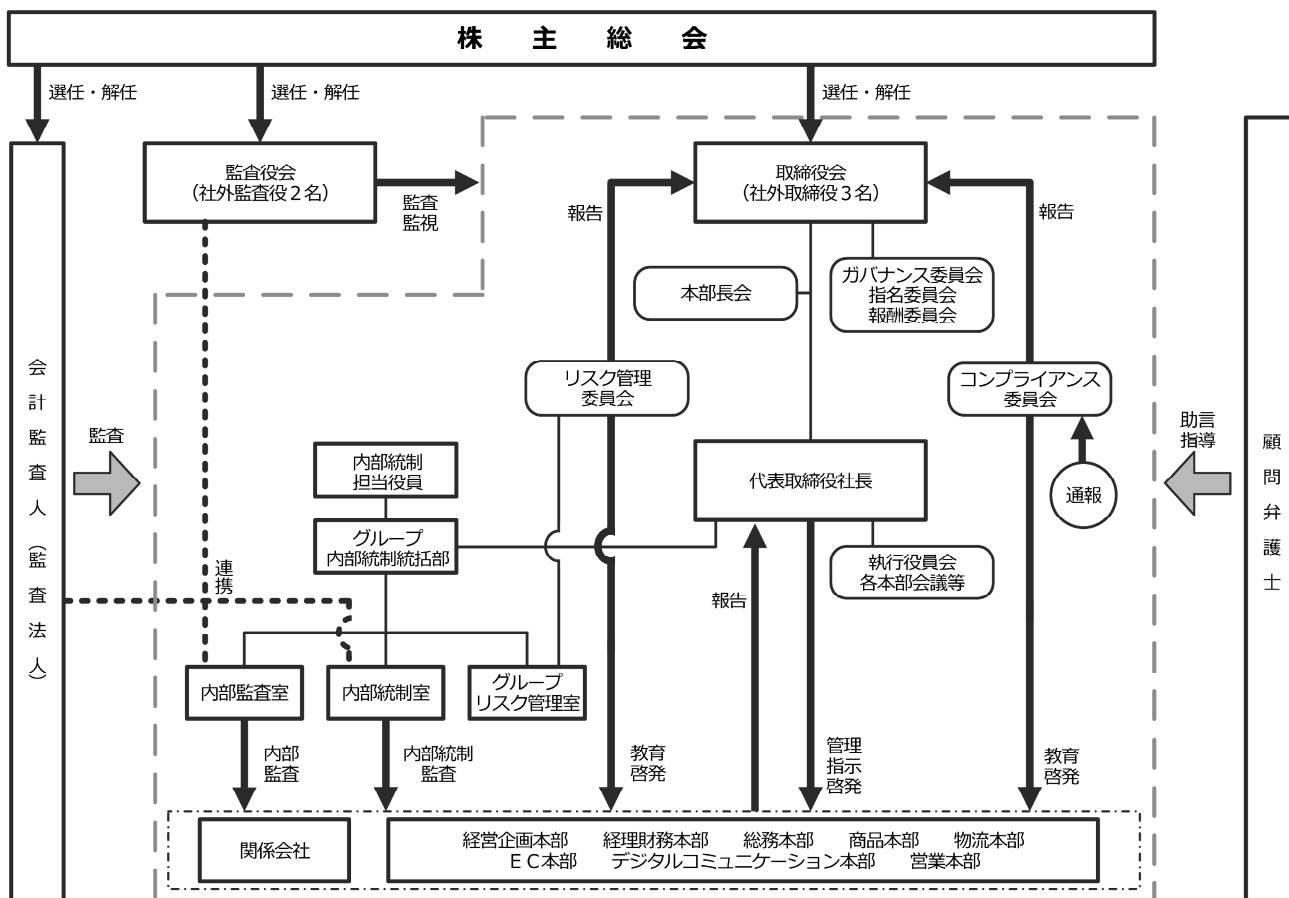 株主総会
選任・解任
選任・解任
選任・解任
監査役会
（社外監査役２名）
監査
監視
取締役会
（社外取締役３名）
報告
報告
本部長会
ガバナンス委員会
指名委員会
報酬委員会
リスク管理
委員会
コンプライアンス
委員会
会計監査人（監査法人）
監査
助言
指導
顧問弁護士
内部統制
担当役員
代表取締役社長
通報
グループ
内部統制統括部
執行役員会
各本部会議等
連携
報告
内部監査室
内部統制室
グループ
リスク管理室
内部
監査
内部統制
監査
教育
啓発
管理
指示
啓発
教育
啓発
関係会社
経営企画本部　経理財務本部　総務本部　商品本部　物流本部
ＥＣ本部　デジタルコミュニケーション本部　営業本部